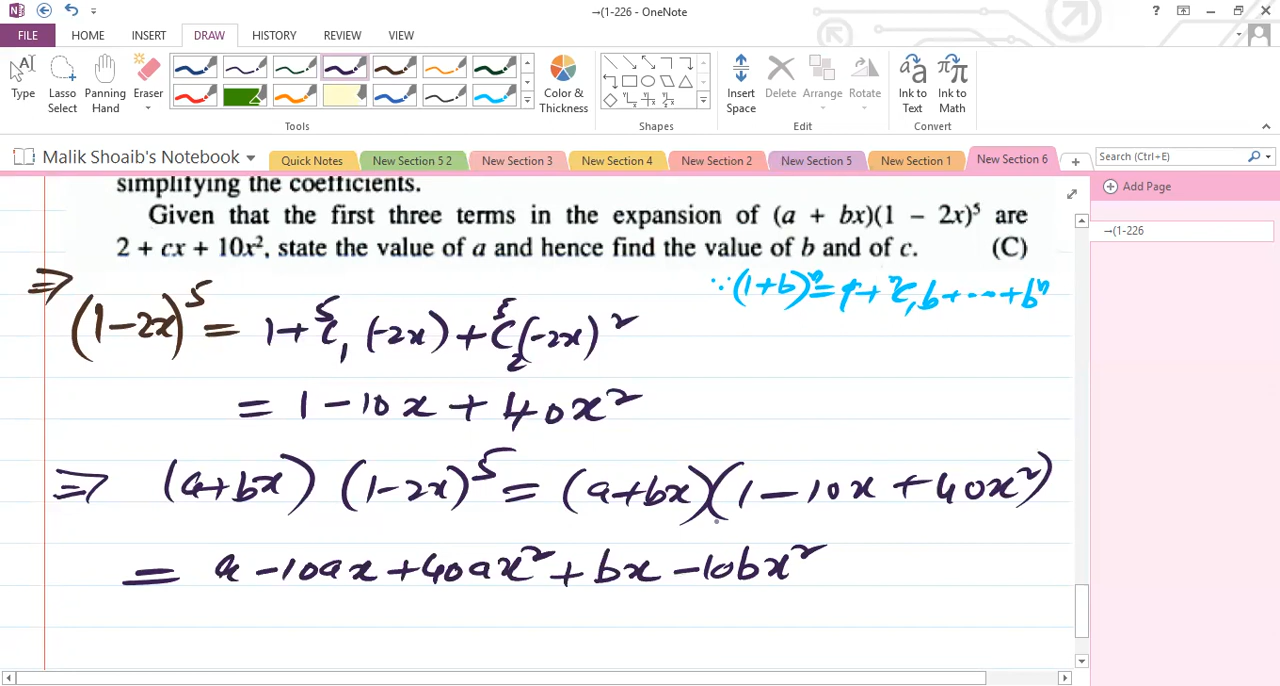 →(1-226 - OneNote
FILE HOME INSERT DRAW HISTORY REVIEW VIEW
Type Lasso Select Panning Hand Eraser Color & Thickness Insert Space Delete Arrange Rotate Ink to Text Ink to Math
Tools Shapes Edit Convert
Malik Shoaib's Notebook Quick Notes New Section 5 2 New Section 3 New Section 4 New Section 2 New Section 5 New Section 1 New Section 6 Search (Ctrl+E)
Add Page
→(1-226
simplifying the coefficients.
Given that the first three terms in the expansion of (a + bx)(1 − 2x)⁵ are
2 + cx + 10x², state the value of a and hence find the value of b and of c. (C)
∵ (1+b)ⁿ = 1 + ⁿC₁ b + --- + bⁿ
⇒ (1−2x)⁵ = 1 + ⁵C₁ (−2x) + ⁵C₂ (−2x)²
= 1 − 10x + 40x²
⇒ (a+bx) (1−2x)⁵ = (a+bx)(1 − 10x + 40x²)
= a − 10ax + 40ax² + bx − 10bx²